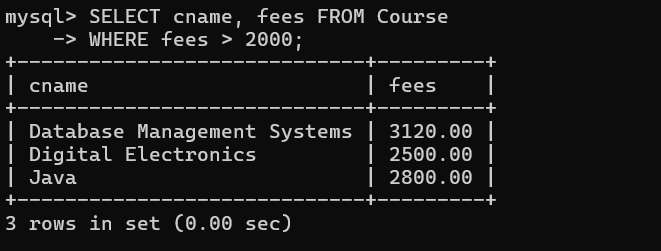 mysql> SELECT cname, fees FROM Course
    -> WHERE fees > 2000;
+-----------------------------+---------+
| cname                       | fees    |
+-----------------------------+---------+
| Database Management Systems | 3120.00 |
| Digital Electronics         | 2500.00 |
| Java                        | 2800.00 |
+-----------------------------+---------+
3 rows in set (0.00 sec)